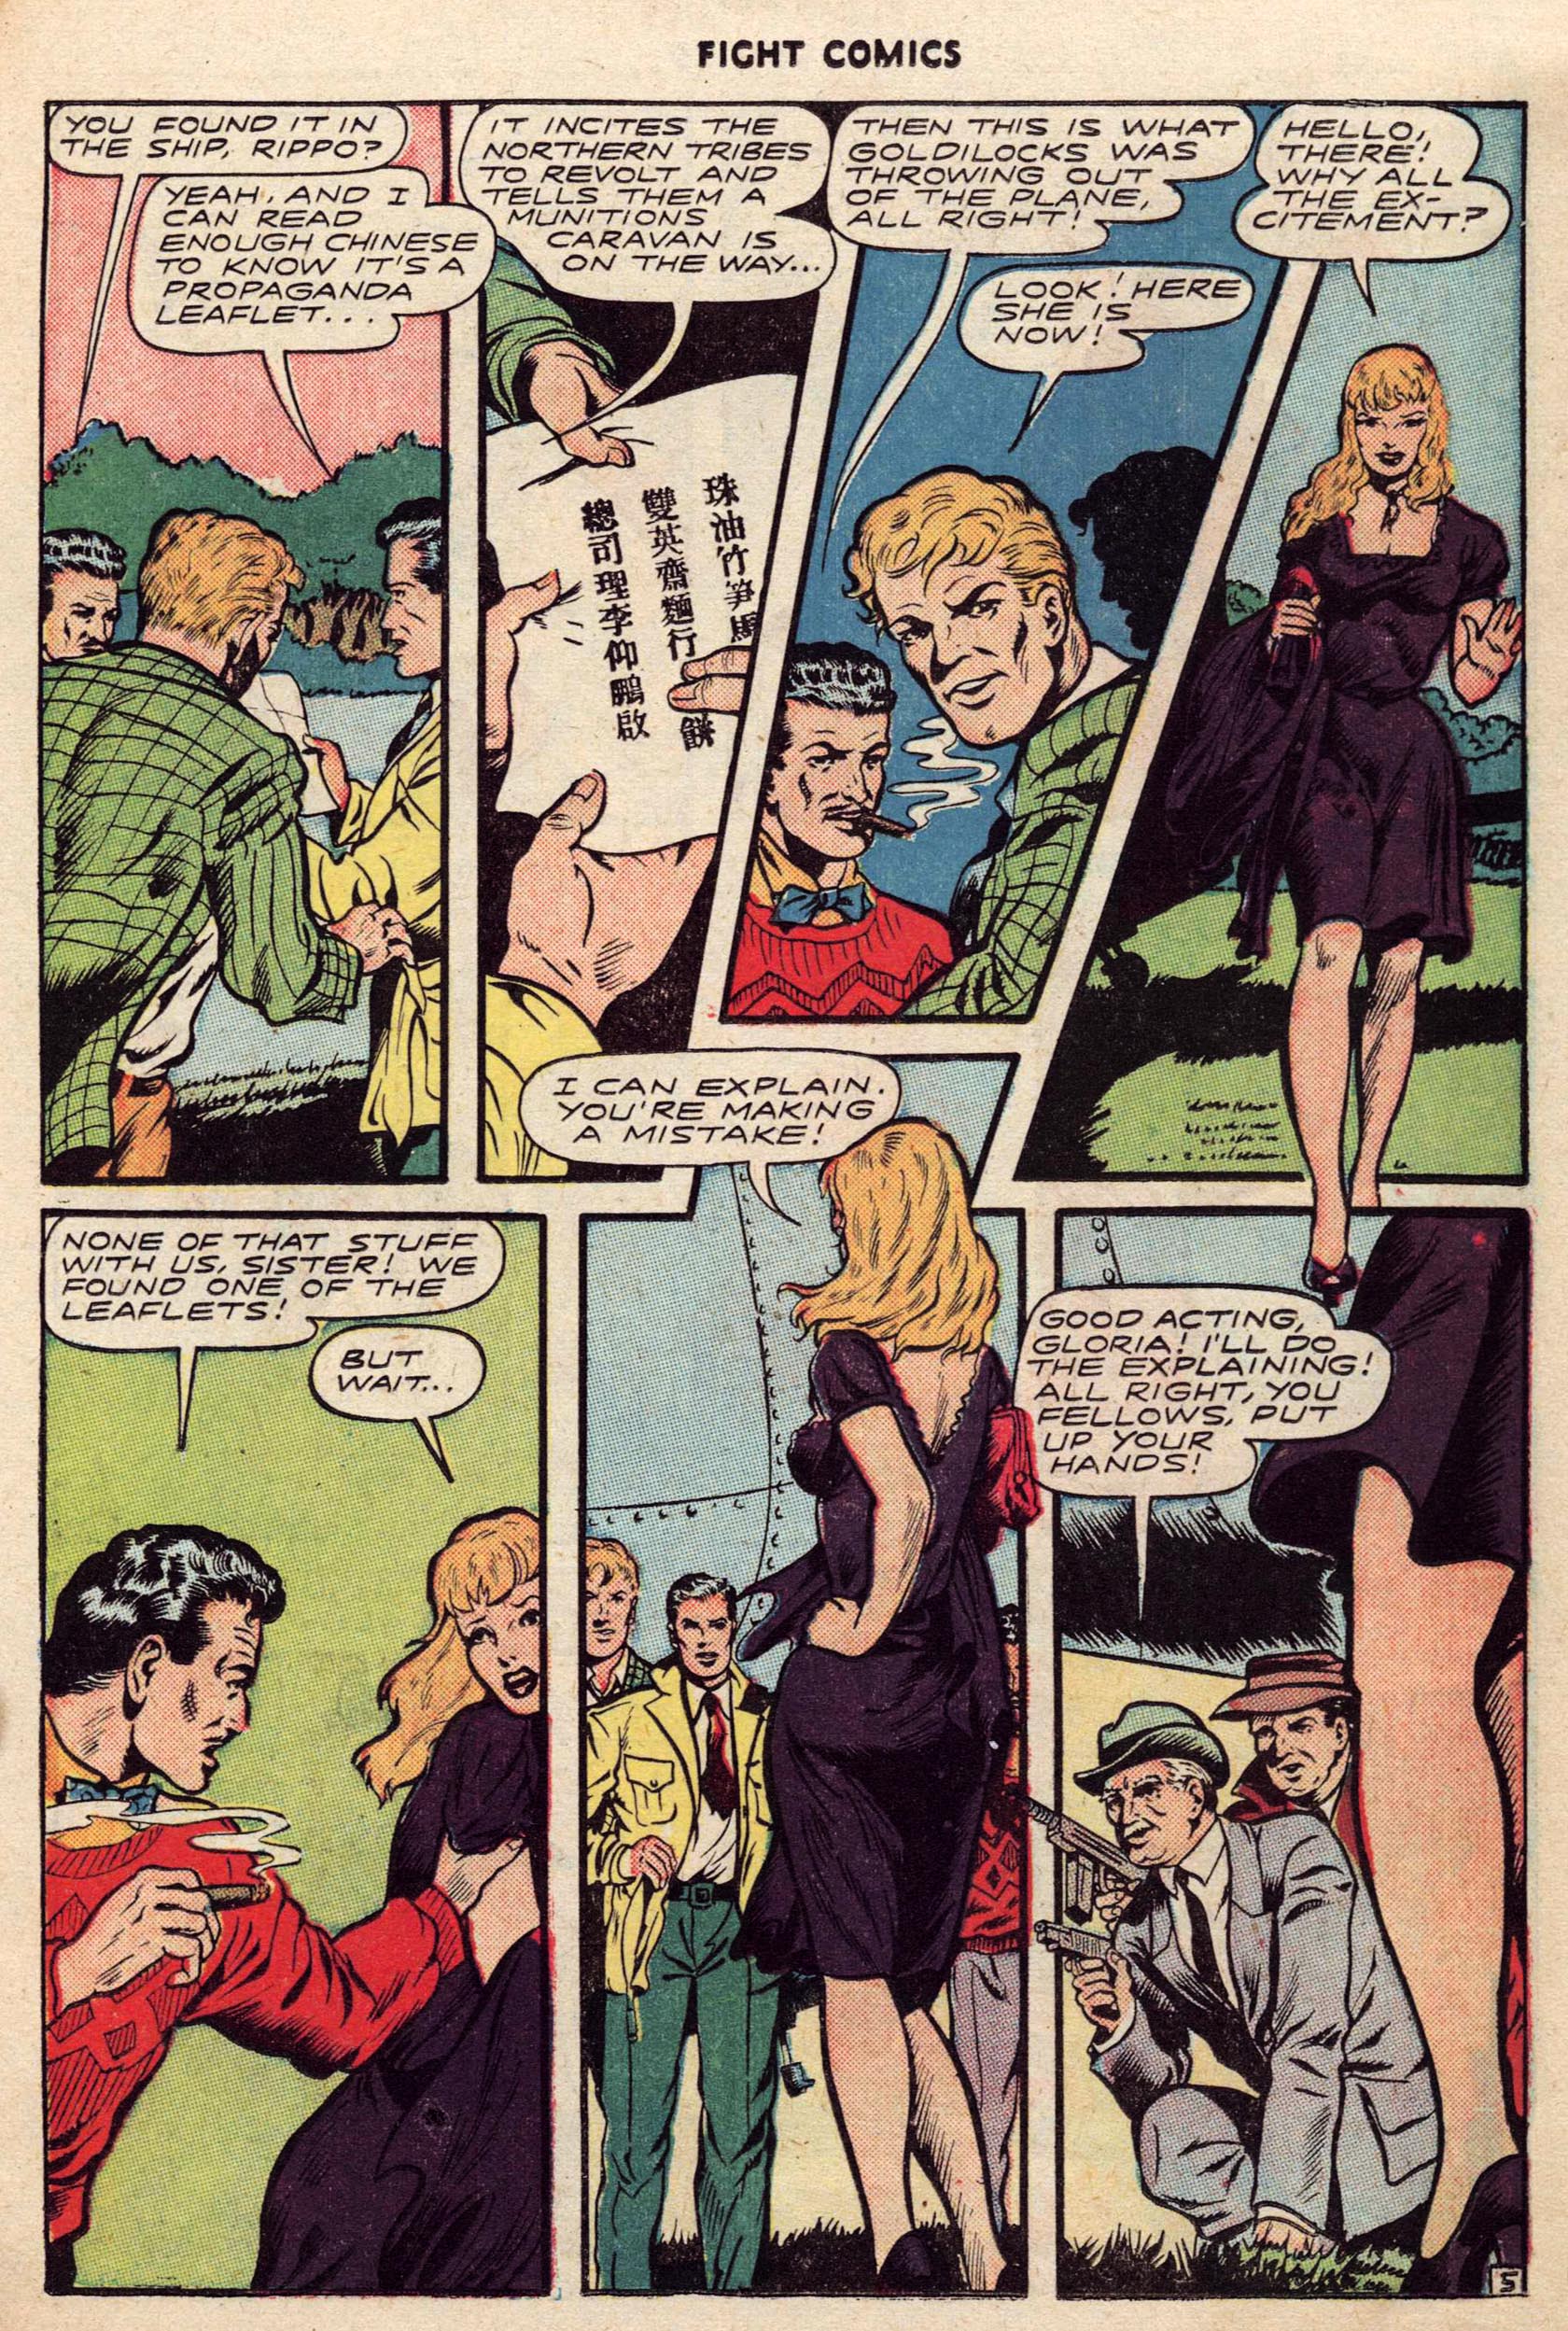 FIGHT COMICS
YOU FOUND IT IN
THE SHIP, RIPPO?
YEAH, AND I
CAN READ
ENOUGH CHINESE
TO KNOW IT'S A
PROPAGANDA
LEAFLET...
IT INCITES THE
NORTHERN TRIBES
TO REVOLT AND
TELLS THEM A
MUNITIONS
CARAVAN IS
ON THE WAY...
珠油竹笋馬
雙英齋麵行餅
總司理李仰鵬啟
THEN THIS IS WHAT
GOLDILOCKS WAS
THROWING OUT
OF THE PLANE,
ALL RIGHT!
LOOK! HERE
SHE IS
NOW!
HELLO,
THERE!
WHY ALL
THE EX-
CITEMENT?
NONE OF THAT STUFF
WITH US, SISTER! WE
FOUND ONE OF THE
LEAFLETS!
BUT
WAIT...
I CAN EXPLAIN.
YOU'RE MAKING
A MISTAKE!
GOOD ACTING,
GLORIA! I'LL DO
THE EXPLAINING!
ALL RIGHT, YOU
FELLOWS, PUT
UP YOUR
HANDS!
5